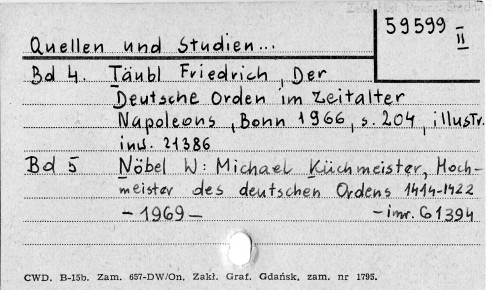 59599
II
Quellen und Studien...
Bd 4. Täubl Friedrich, Der
Deutsche Orden im Zeitalter
Napoleons, Bonn 1966, s. 204, illustr.
inw. 21386
Bd 5 Nöbel W: Michael Küchmeister, Hoch-
meister des deutschen Ordens 1414-1422
- 1969 - - inw. G1394
CWD. B-15b. Zam. 657-DW/On. Zakł. Graf. Gdańsk, zam. nr 1795.